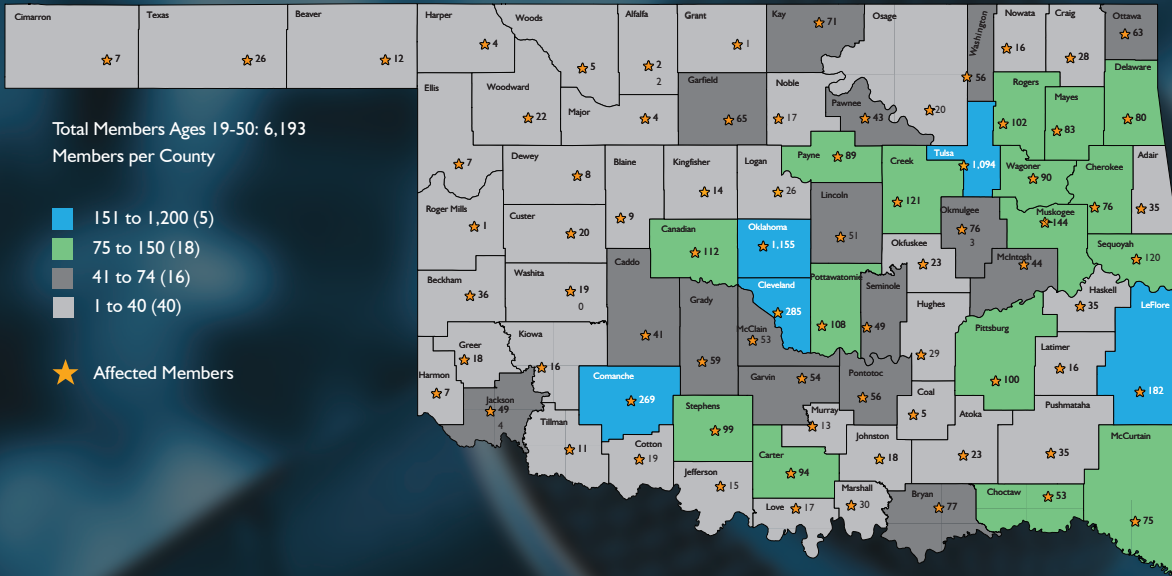 Cimarron
7
Texas
26
Beaver
12
Harper
4
Woods
5
Alfalfa
2
2
Grant
1
Kay
71
Osage
20
Washington
56
Nowata
16
Craig
28
Ottawa
63
Total Members Ages 19-50: 6,193
Members per County
151 to 1,200 (5)
75 to 150 (18)
41 to 74 (16)
1 to 40 (40)
Affected Members
Ellis
7
Woodward
22
Major
4
Garfield
65
Noble
17
Pawnee
43
Rogers
102
Mayes
83
Delaware
80
Dewey
8
Blaine
9
Kingfisher
14
Logan
26
Payne
89
Creek
121
Tulsa
1,094
Wagoner
90
Cherokee
76
Adair
35
Roger Mills
1
Custer
20
Canadian
112
Oklahoma
1,155
Lincoln
51
Okmulgee
76
3
Muskogee
144
Sequoyah
120
Beckham
36
Washita
19
0
Caddo
41
Grady
59
Cleveland
285
McClain
53
Pottawatomie
108
Seminole
49
Okfuskee
23
McIntosh
44
Hughes
29
Haskell
35
LeFlore
182
Greer
18
Kiowa
16
Harmon
7
Jackson
49
4
Comanche
269
Garvin
54
Pontotoc
56
Pittsburg
100
Latimer
16
Tillman
11
Cotton
19
Stephens
99
Murray
13
Coal
5
Atoka
23
Pushmataha
35
McCurtain
75
Jefferson
15
Carter
94
Johnston
18
Love
17
Marshall
30
Bryan
77
Choctaw
53